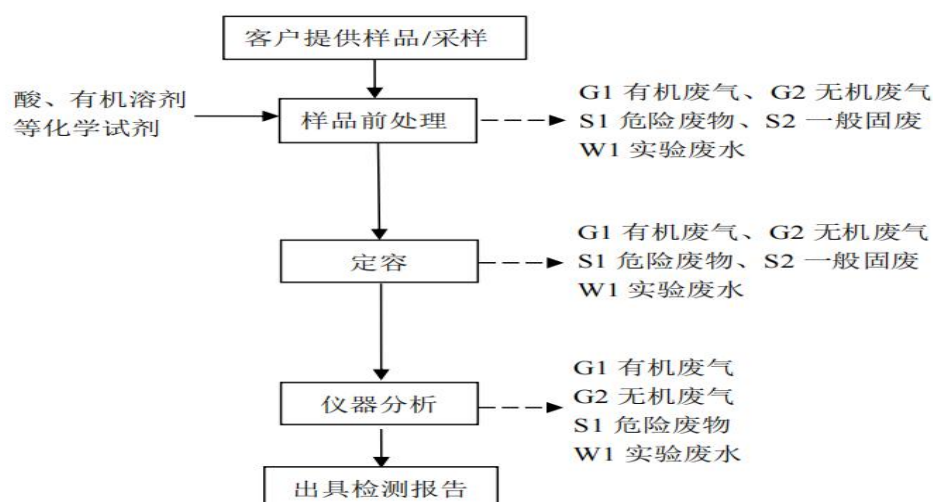 客户提供样品/采样
酸、有机溶剂
等化学试剂
样品前处理
G1 有机废气、G2 无机废气
S1 危险废物、S2 一般固废
W1 实验废水
定容
G1 有机废气、G2 无机废气
S1 危险废物、S2 一般固废
W1 实验废水
仪器分析
G1 有机废气
G2 无机废气
S1 危险废物
W1 实验废水
出具检测报告